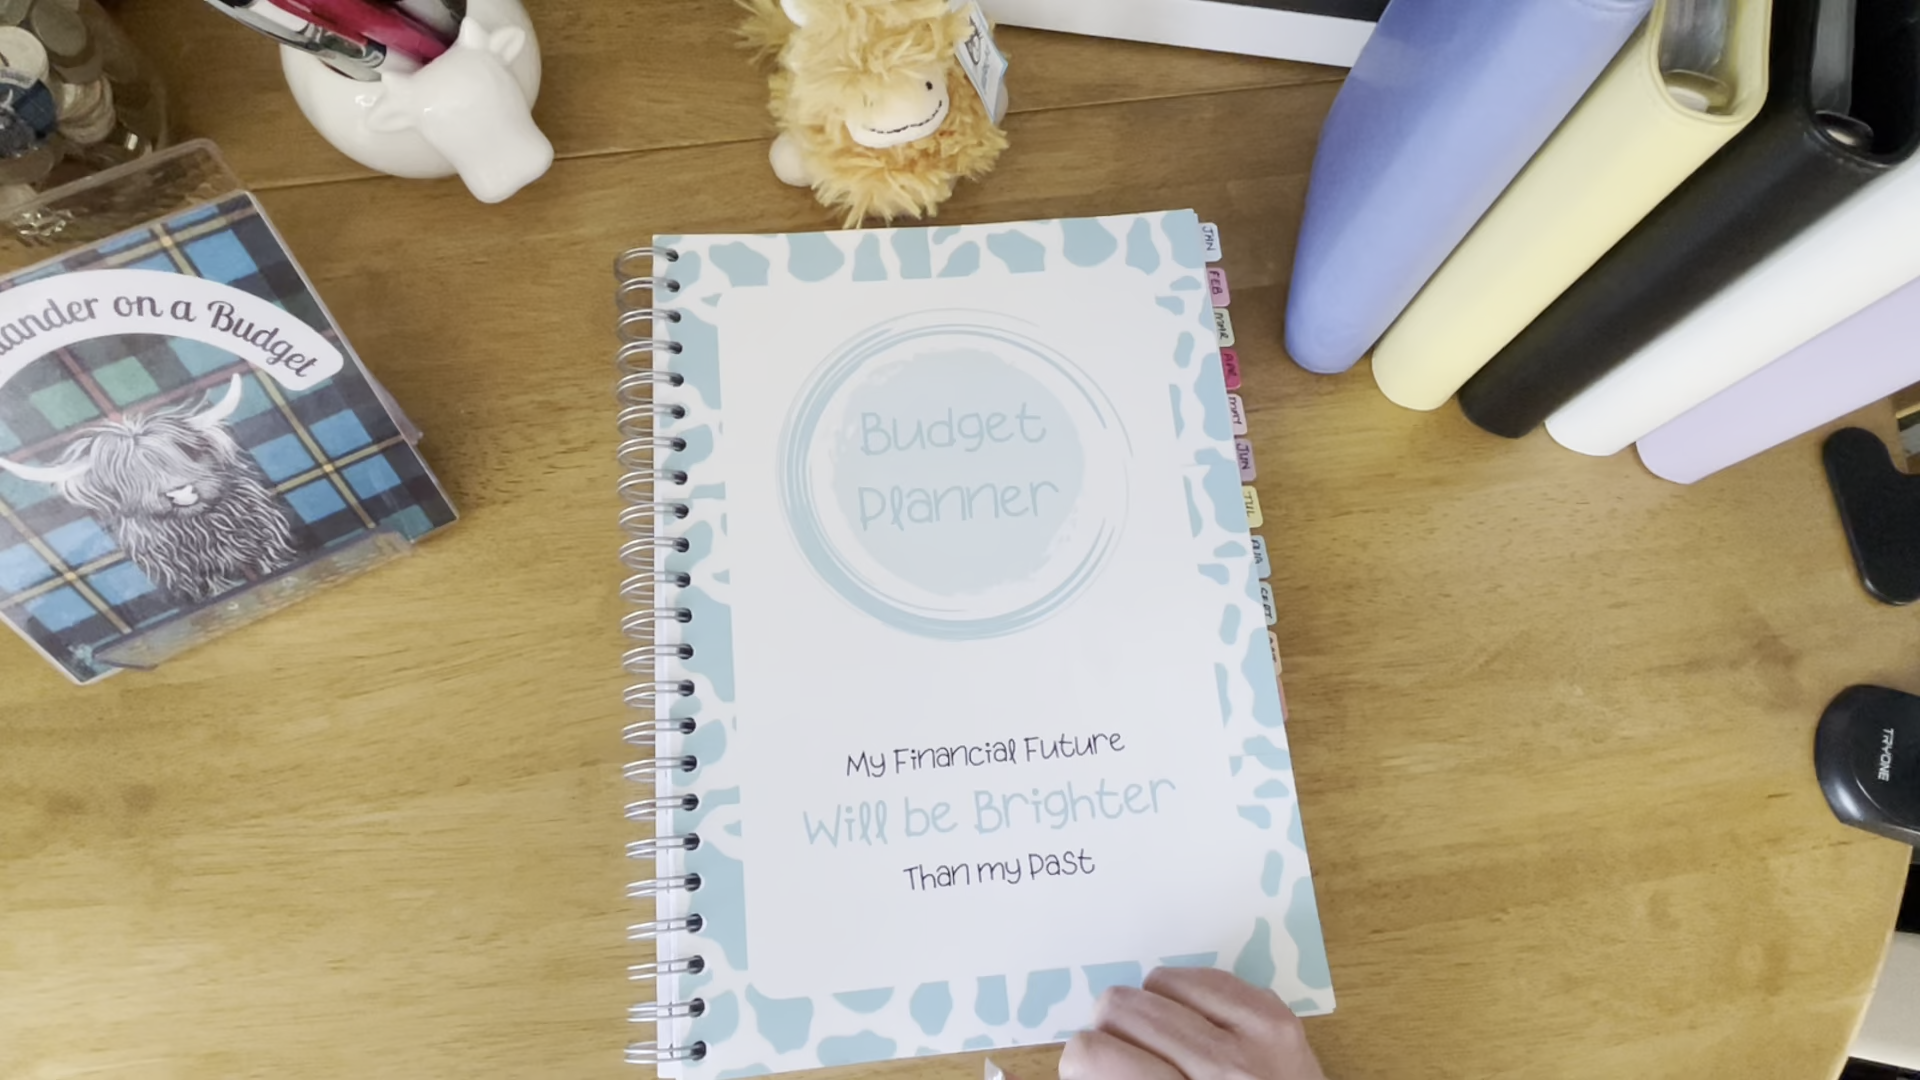 lander on a Budget
Budget
Planner
My Financial Future
Will be Brighter
Than my Past
JAN
FEB
MAR
APR
MAY
JUN
JUL
AUG
SEPT
TRYONE